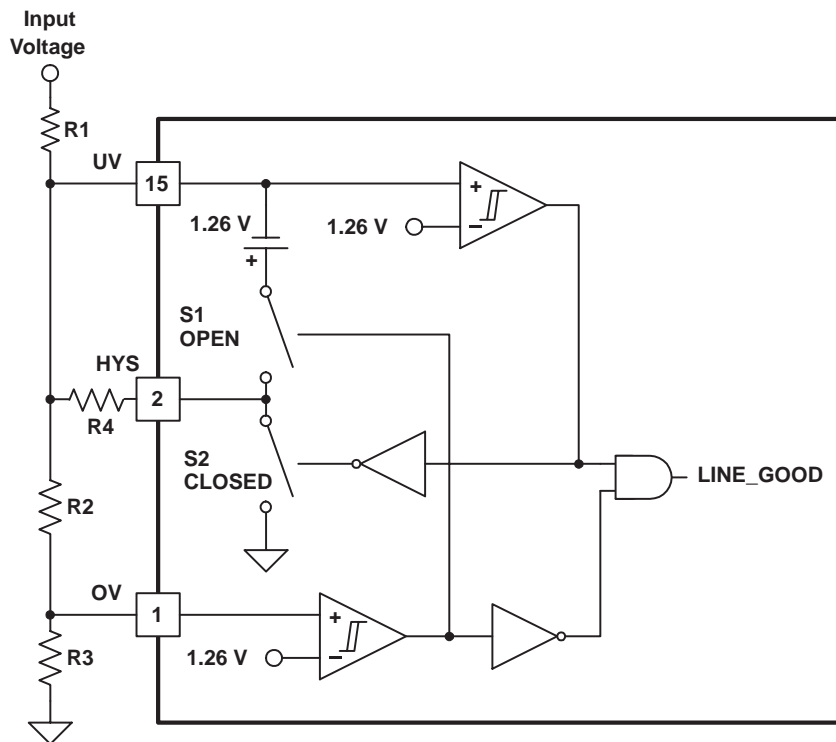 Input
Voltage
R1
UV
15
+
1.26 V
1.26 V
−
+
S1
OPEN
HYS
2
R4
S2
CLOSED
LINE_GOOD
R2
OV
1
+
R3
1.26 V
−